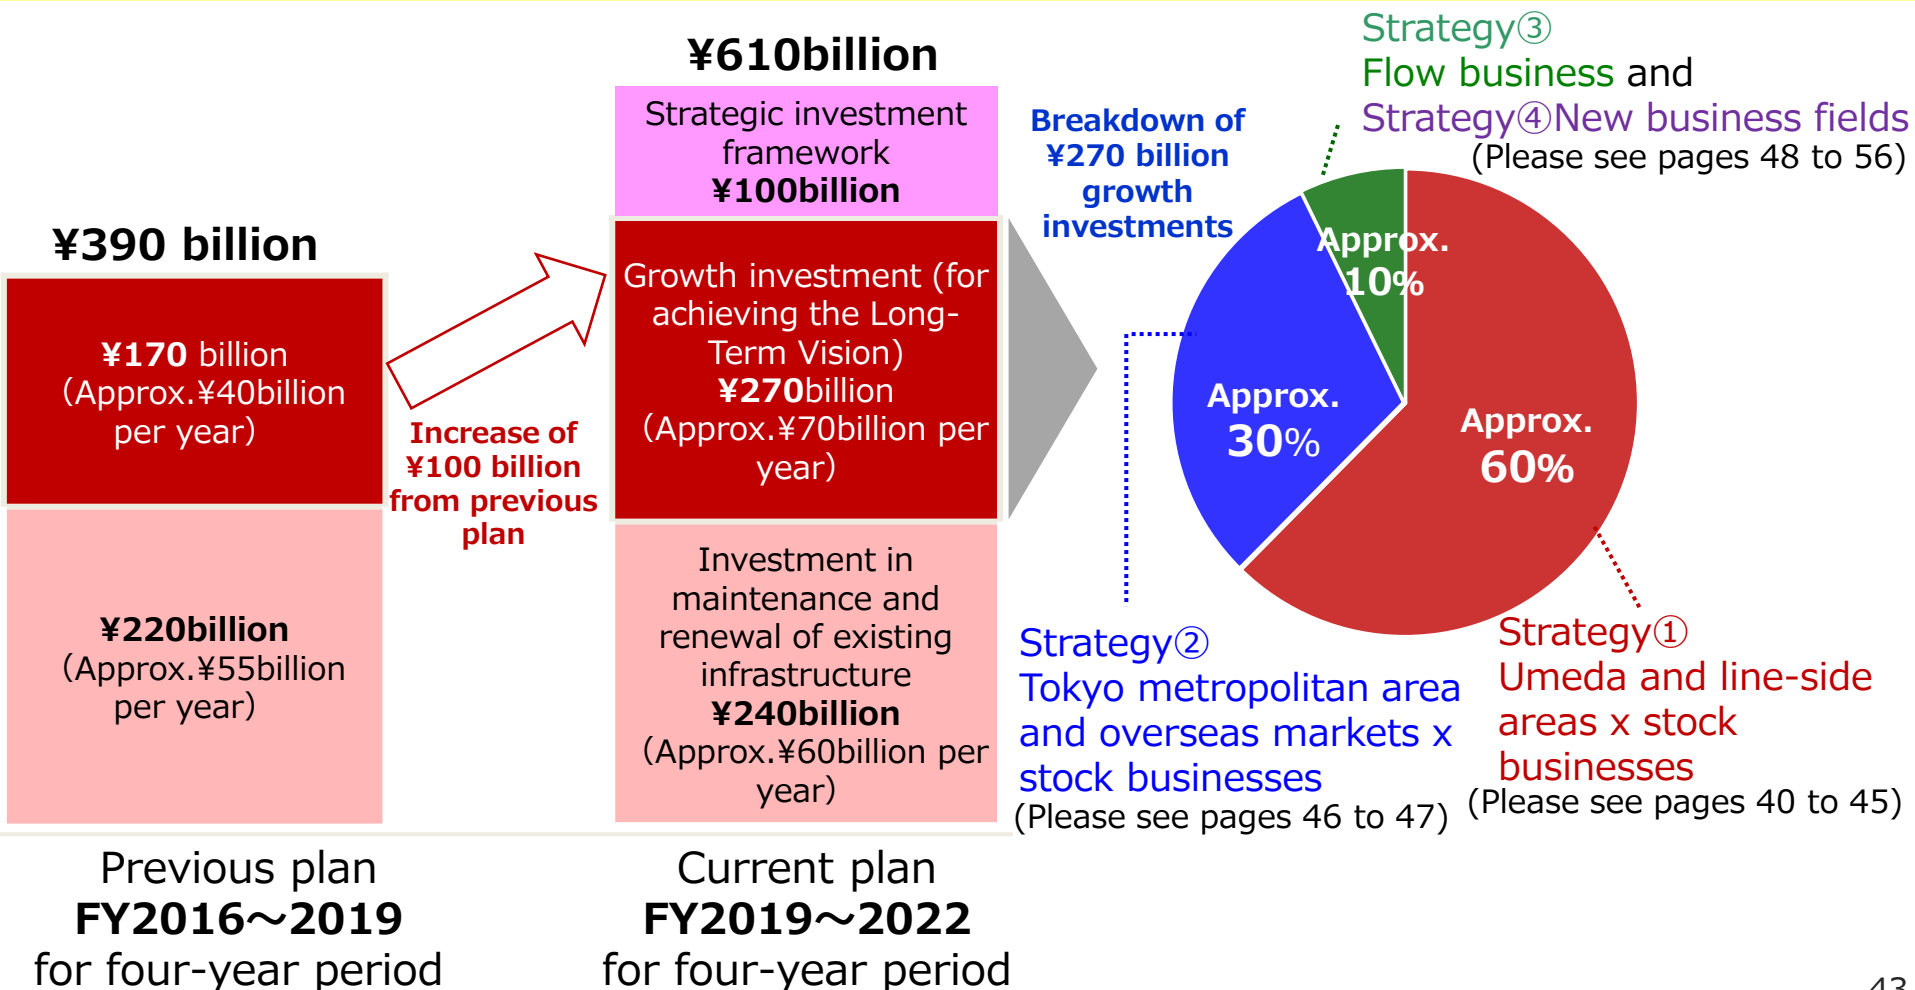 ¥390 billion
¥170 billion
（Approx.¥40billion
per year）
¥220billion
（Approx.¥55billion
per year）
Previous plan
FY2016～2019
for four-year period
Increase of
¥100 billion
from previous
plan
¥610billion
Strategic investment
framework
¥100billion
Growth investment (for
achieving the Long-
Term Vision)
¥270billion
（Approx.¥70billion per
year）
Investment in
maintenance and
renewal of existing
infrastructure
¥240billion
（Approx.¥60billion per
year）
Current plan
FY2019～2022
for four-year period
Breakdown of
¥270 billion
growth
investments
Strategy③
Flow business and
Strategy④New business fields
(Please see pages 48 to 56)
Approx.
10%
Approx.
30%
Approx.
60%
Strategy②
Tokyo metropolitan area
and overseas markets x
stock businesses
(Please see pages 46 to 47)
Strategy①
Umeda and line-side
areas x stock
businesses
(Please see pages 40 to 45)
43